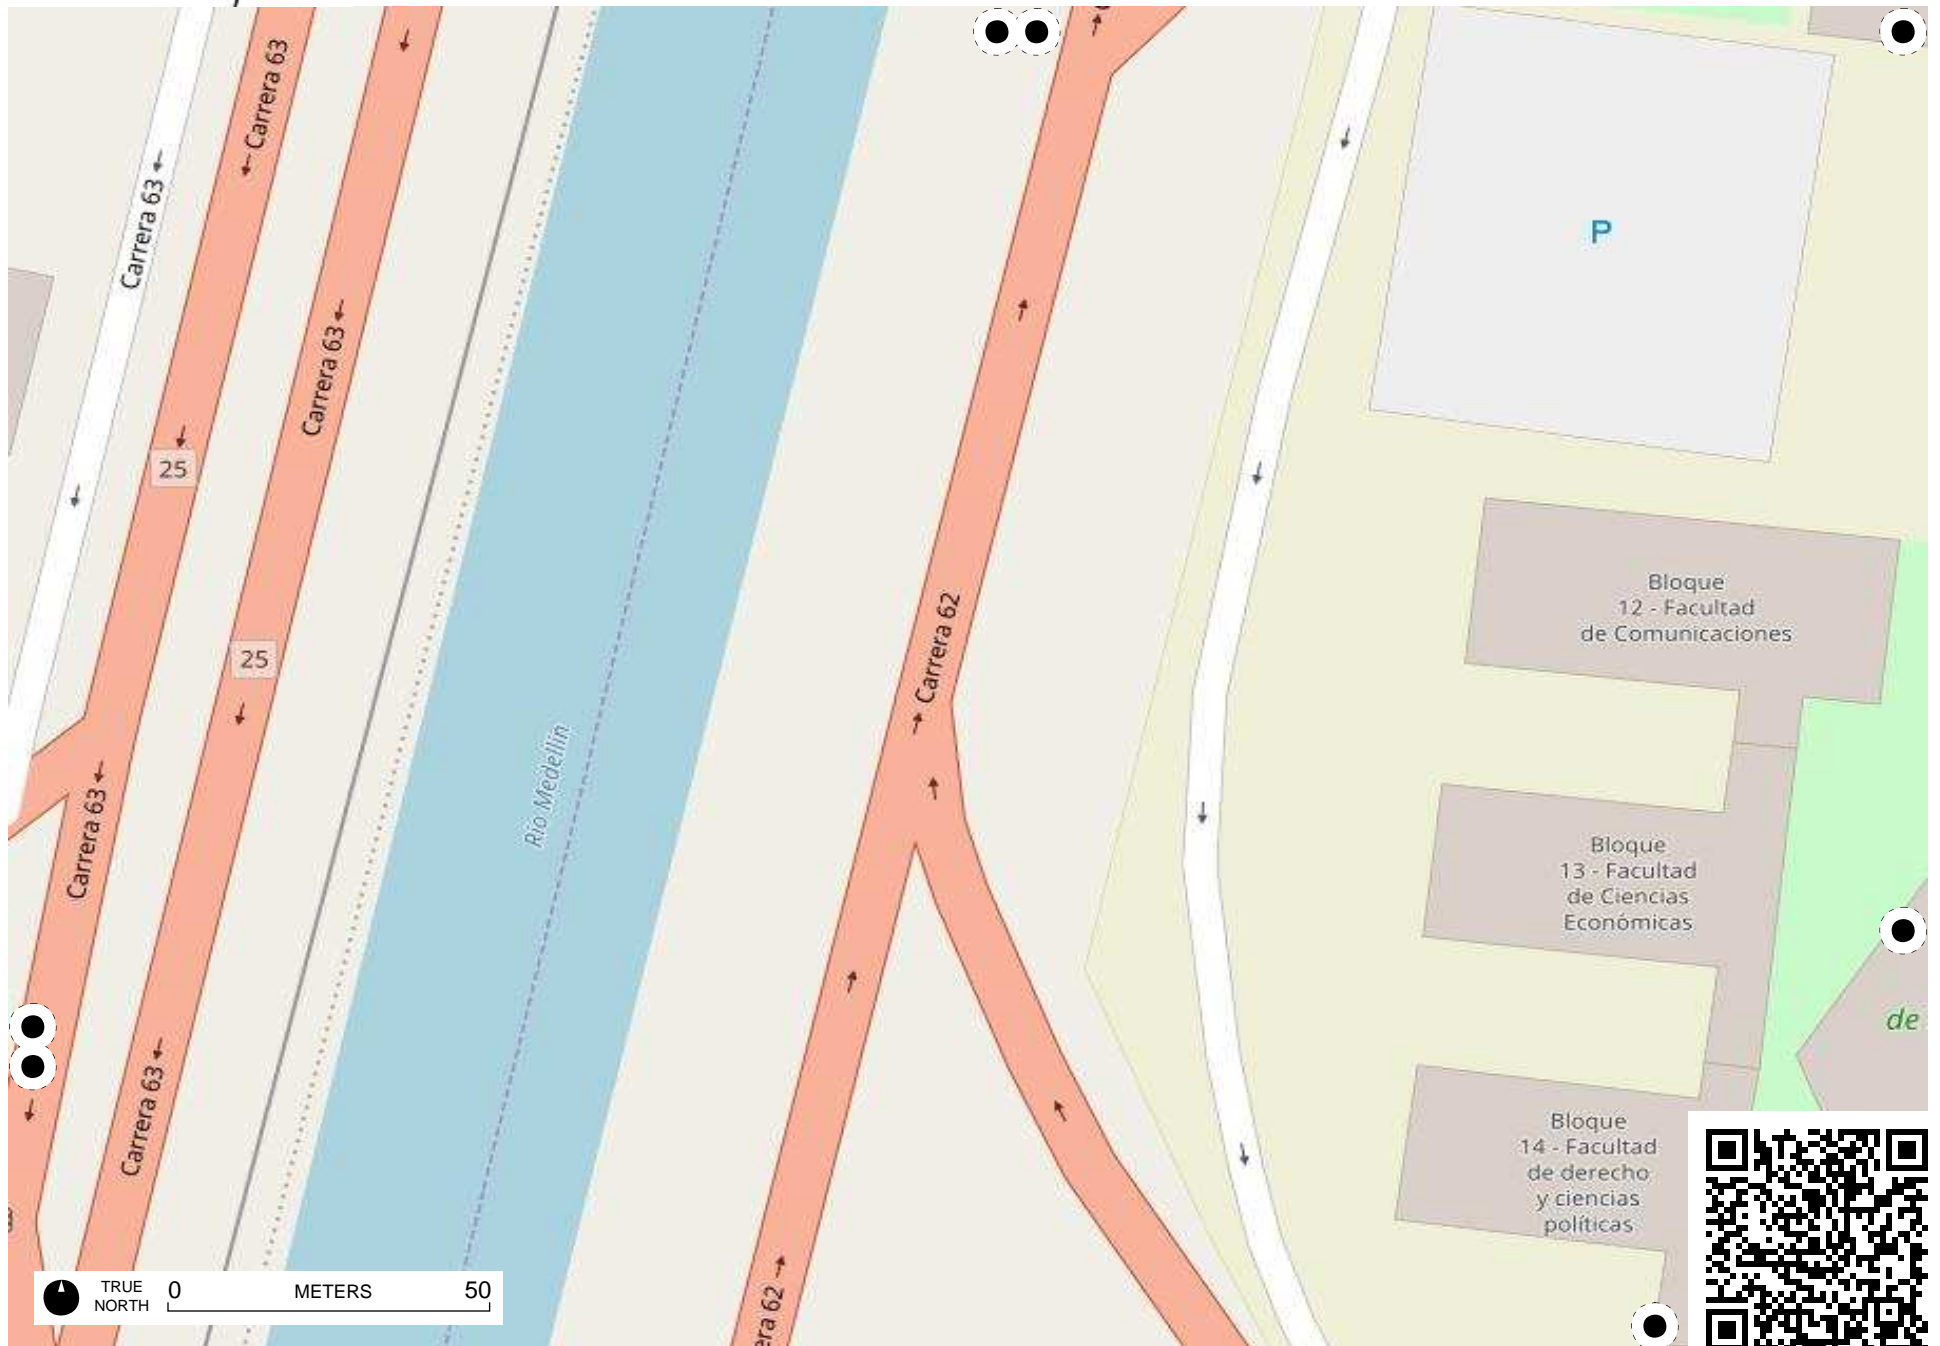 Carrera 63
Carrera 63
P
Carrera 63
25
Bloque
12 - Facultad
de Comunicaciones
Carrera 62
25
Río Medellín
Carrera 63
Bloque
13 - Facultad
de Ciencias
Económicas
de
Carrera 63
Bloque
14 - Facultad
de derecho
y ciencias
políticas
TRUE
NORTH
0
METERS
50
era 62